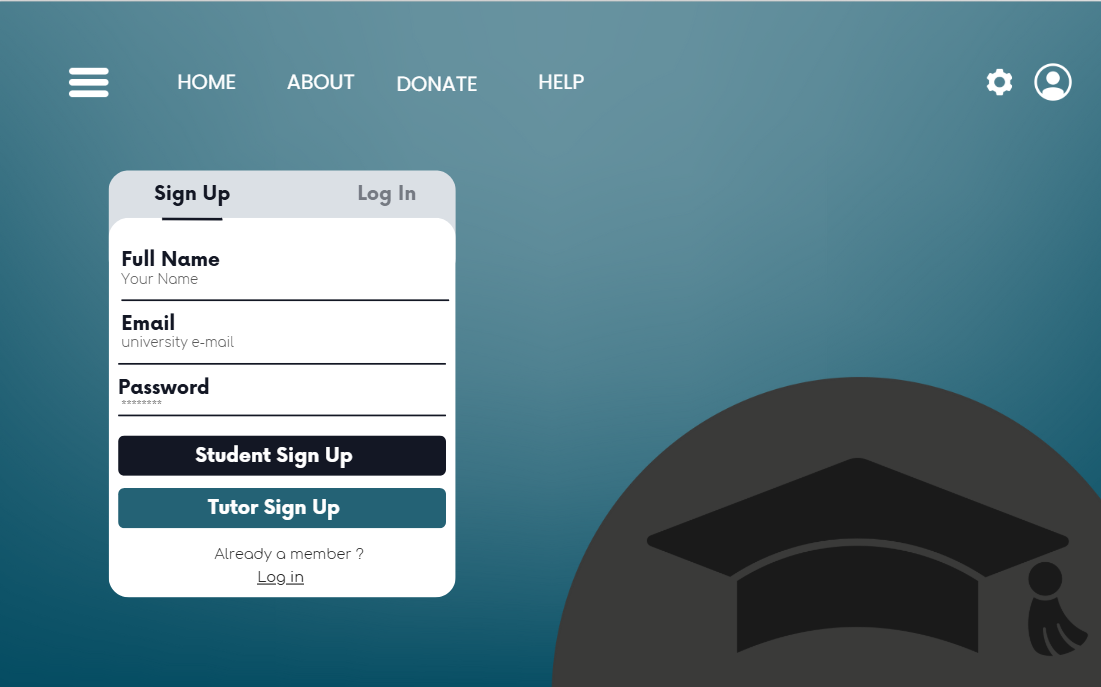 HOME ABOUT DONATE HELP
Sign Up Log In
Full Name
Your Name
Email
university e-mail
Password
********
Student Sign Up
Tutor Sign Up
Already a member ?
Log in